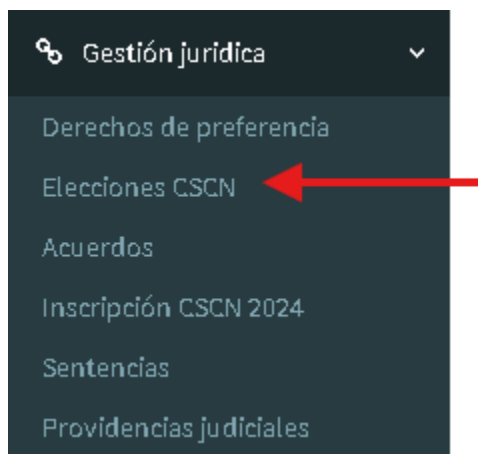 Gestión juridica
Derechos de preferencia
Elecciones CSCN
Acuerdos
Inscripción CSCN 2024
Sentencias
Providencias judiciales